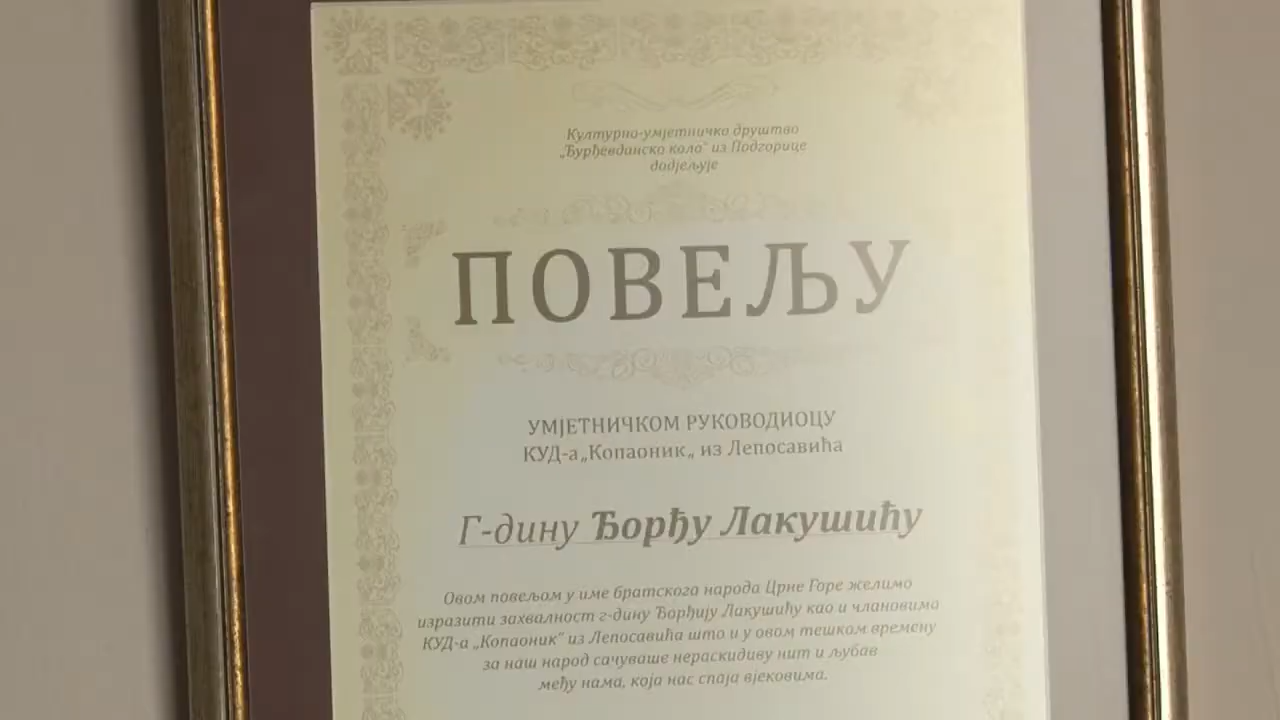 Културно-умјетничко друштво
„Ђурђевданско коло" из Подгорице
додјељује
ПОВЕЉУ
УМЈЕТНИЧКОМ РУКОВОДИОЦУ
КУД-а„Копаоник„ из Лепосавића
Г-дину Ђорђу Лакушићу
Овом повељом у име братскога народа Црне Горе желимо
изразити захвалност г-дину Ђорђију Лакушићу као и члановима
КУД-а „Копаоник" из Лепосавића што и у овом тешком времену
за наш народ сачуваше нераскидиву нит и љубав
међу нама, која нас спаја вјековима.